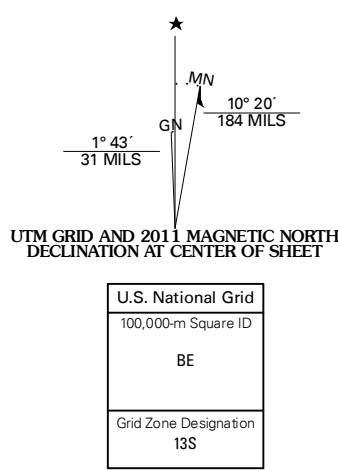 ★
MN
GN
10° 20´
184 MILS
1° 43´
31 MILS
UTM GRID AND 2011 MAGNETIC NORTH
DECLINATION AT CENTER OF SHEET
U.S. National Grid
100,000-m Square ID
BE
Grid Zone Designation
13S